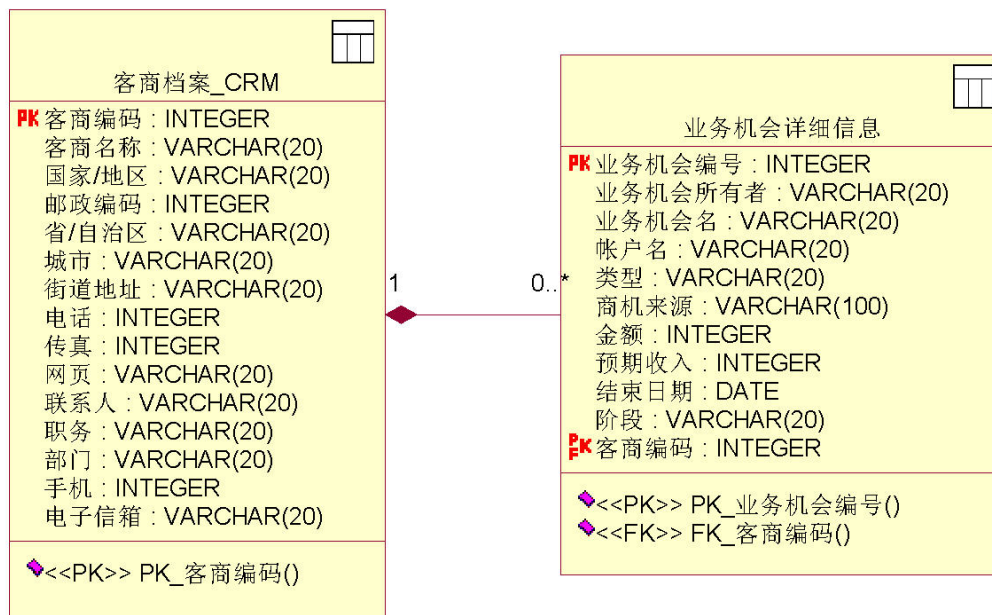 客商档案_CRM
PK 客商编码 : INTEGER
客商名称 : VARCHAR(20)
国家/地区 : VARCHAR(20)
邮政编码 : INTEGER
省/自治区 : VARCHAR(20)
城市 : VARCHAR(20)
街道地址 : VARCHAR(20)
电话 : INTEGER
传真 : INTEGER
网页 : VARCHAR(20)
联系人 : VARCHAR(20)
职务 : VARCHAR(20)
部门 : VARCHAR(20)
手机 : INTEGER
电子信箱 : VARCHAR(20)
<<PK>> PK_客商编码()
1
0..*
业务机会详细信息
PK 业务机会编号 : INTEGER
业务机会所有者 : VARCHAR(20)
业务机会名 : VARCHAR(20)
帐户名 : VARCHAR(20)
类型 : VARCHAR(20)
商机来源 : VARCHAR(100)
金额 : INTEGER
预期收入 : INTEGER
结束日期 : DATE
阶段 : VARCHAR(20)
PFK 客商编码 : INTEGER
<<PK>> PK_业务机会编号()
<<FK>> FK_客商编码()